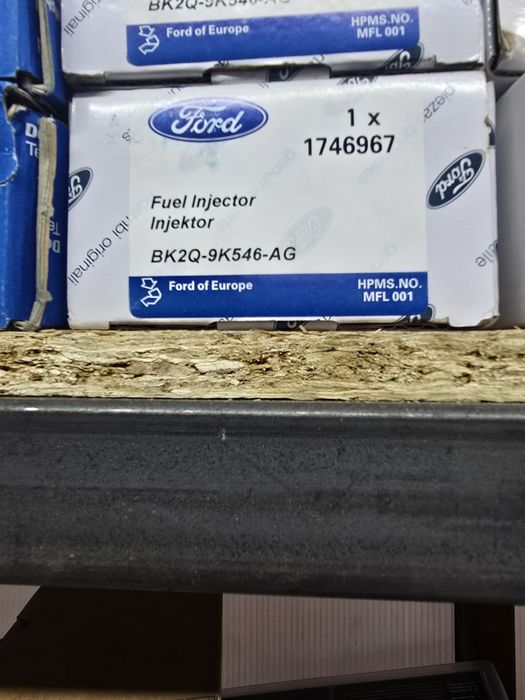 BK2Q-9K546-AG
Ford of Europe
HPMS.NO.
MFL 001
Ford
1 x
1746967
Fuel Injector
Injektor
BK2Q-9K546-AG
Ford of Europe
HPMS.NO.
MFL 001
Ford
originali